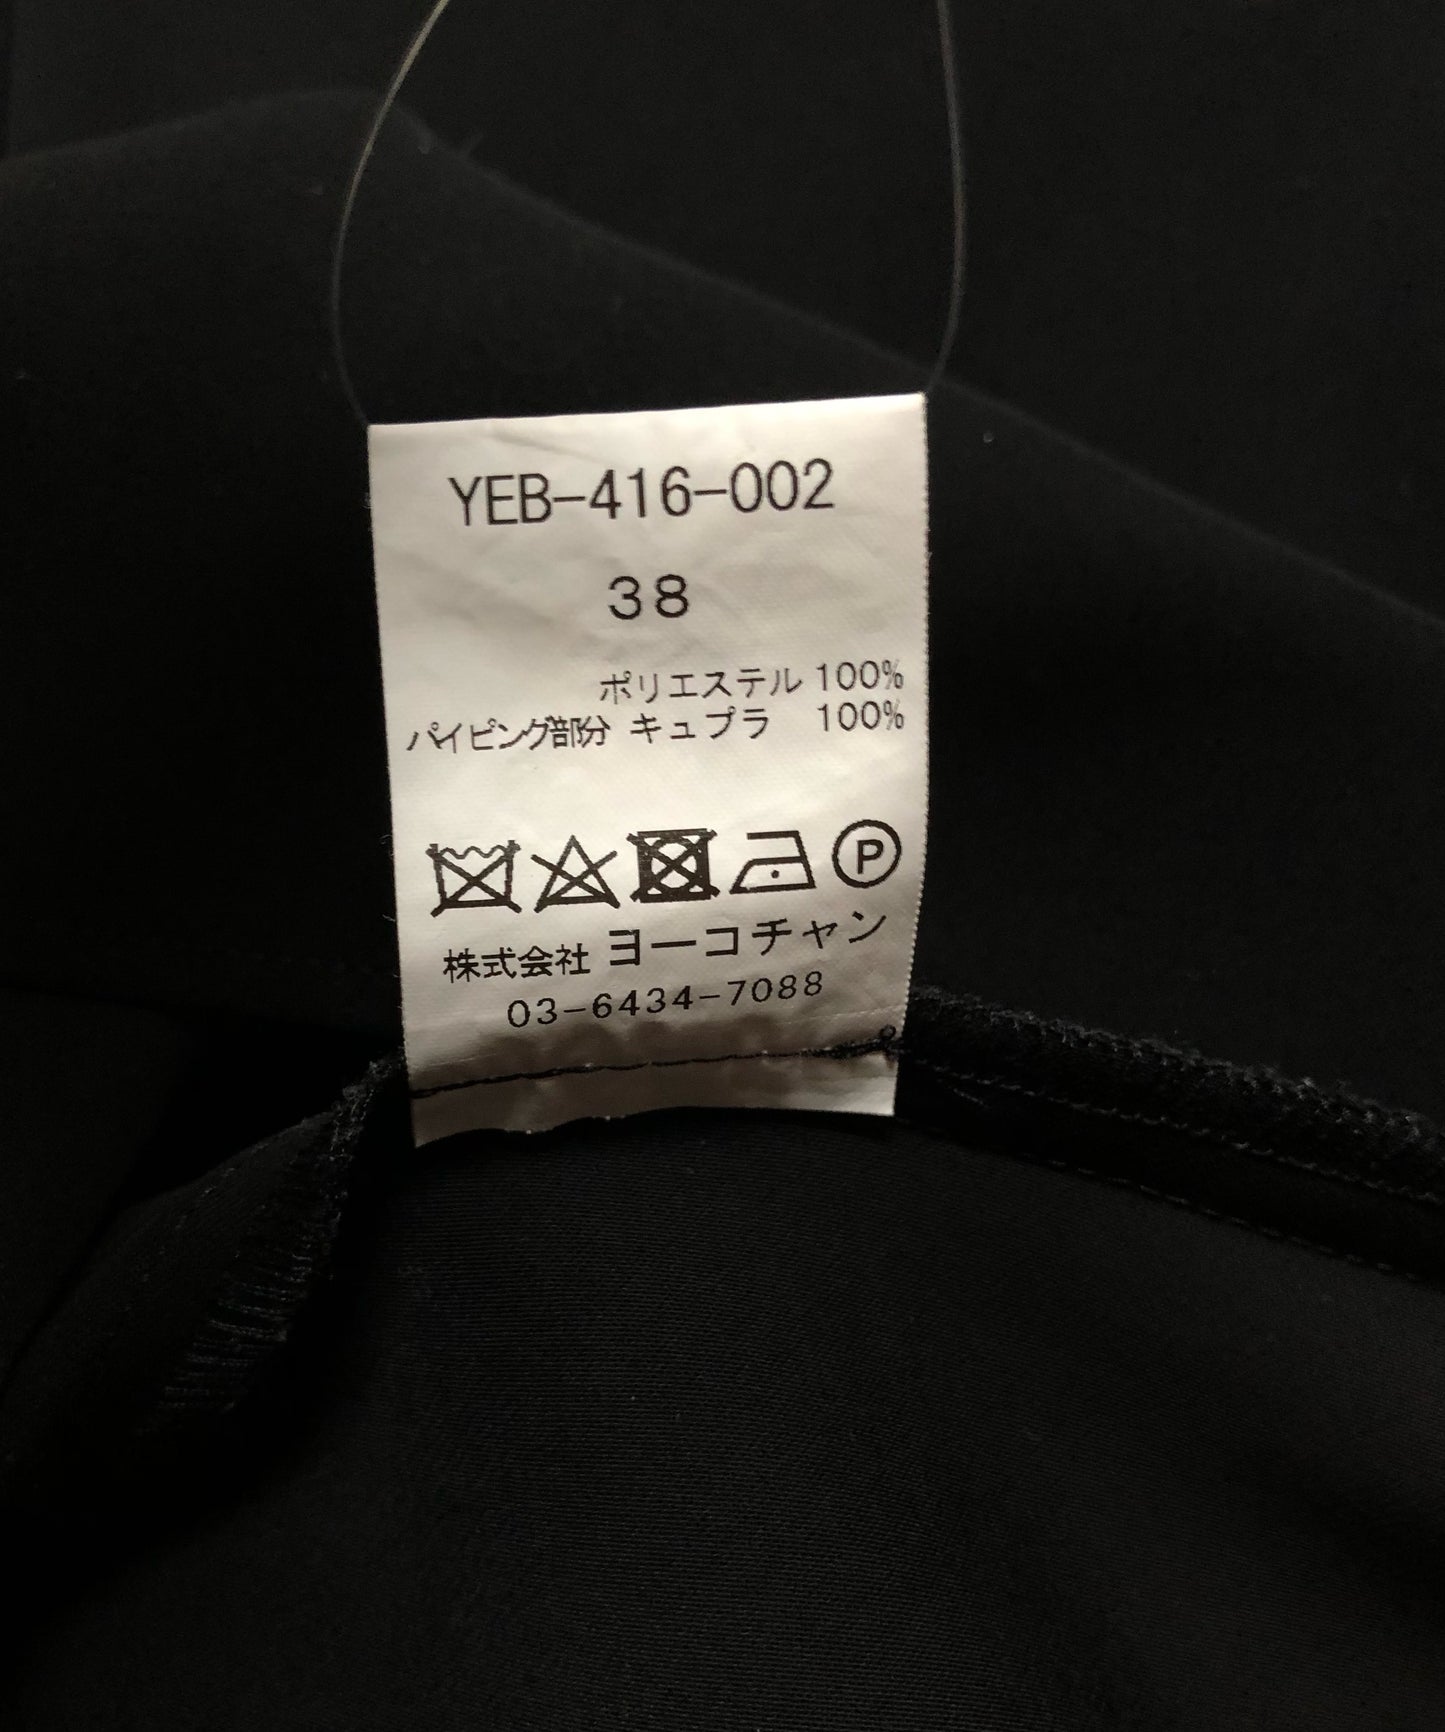 YEB-416-002
38
ポリエステル 100%
パイピング部分 キュプラ 100%
P
株式会社 ヨーコチャン
03-6434-7088